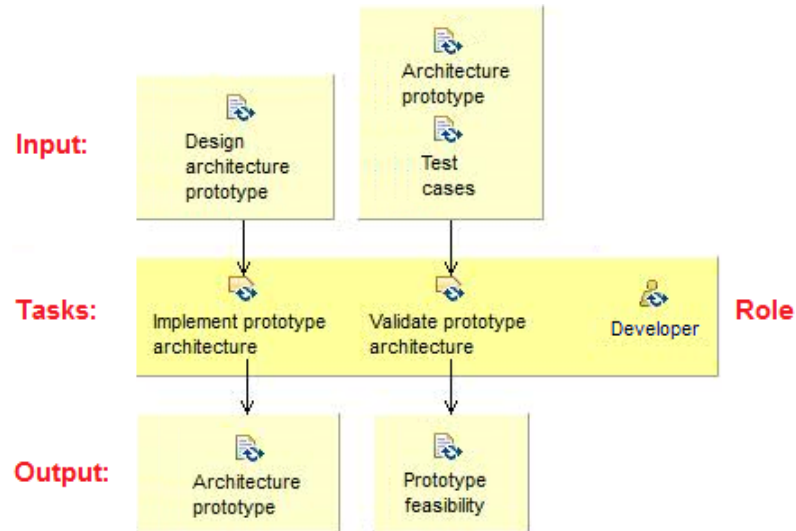 Input:
Design
architecture
prototype
Architecture
prototype
Test
cases
Tasks:
Implement prototype
architecture
Validate prototype
architecture
Developer
Role
Output:
Architecture
prototype
Prototype
feasibility